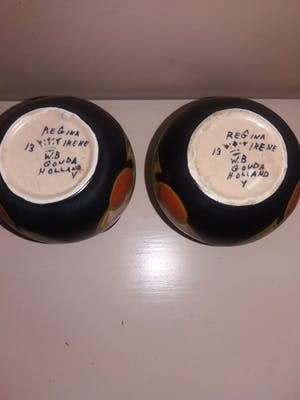 REGINA
13 IRENE
W.B
GOUDA
HOLLAND
Y
REGINA
13 IRENE
W.B
GOUDA
HOLLAND
Y